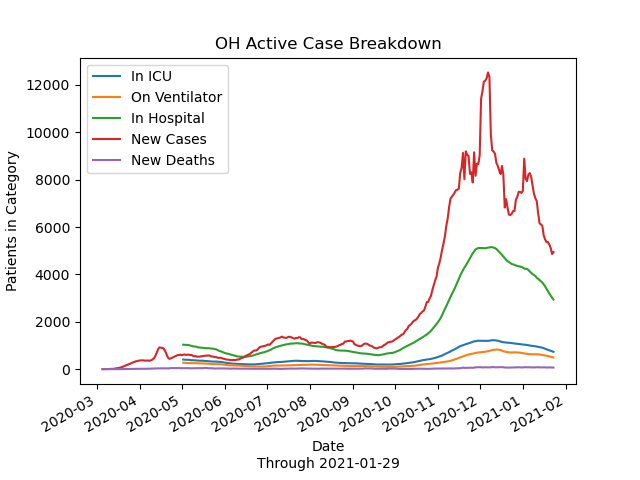 OH Active Case Breakdown
In ICU
On Ventilator
In Hospital
New Cases
New Deaths
Patients in Category
12000
10000
8000
6000
4000
2000
0
2020-03
2020-04
2020-05
2020-06
2020-07
2020-08
2020-09
2020-10
2020-11
2020-12
2021-01
2021-02
Date
Through 2021-01-29